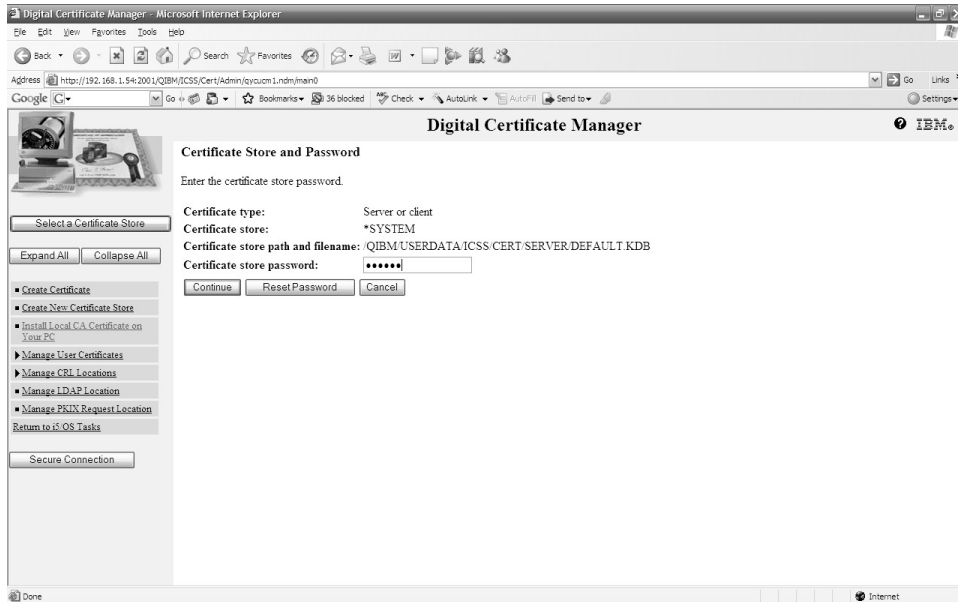 Digital Certificate Manager - Microsoft Internet Explorer
File Edit View Favorites Tools Help
Back Search Favorites
Address http://192.168.1.54:2001/QIBM/ICSS/Cert/Admin/qycucm1.ndm/main0 Go Links
Google G Go Bookmarks 36 blocked Check AutoLink AutoFill Send to Settings
Digital Certificate Manager
IBM
Certificate Store and Password
Enter the certificate store password.
Certificate type: Server or client
Certificate store: *SYSTEM
Certificate store path and filename: /QIBM/USERDATA/ICSS/CERT/SERVER/DEFAULT.KDB
Certificate store password: ••••••
Continue Reset Password Cancel
Select a Certificate Store
Expand All Collapse All
Create Certificate
Create New Certificate Store
Install Local CA Certificate on
Your PC
Manage User Certificates
Manage CRL Locations
Manage LDAP Location
Manage PKIX Request Location
Return to i5/OS Tasks
Secure Connection
Done Internet